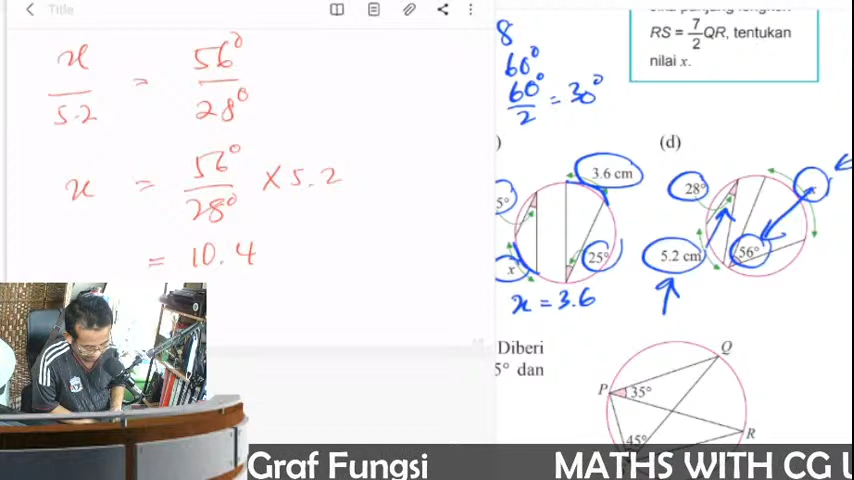 Title
x/5.2 = 56°/28°
x = 56°/28° × 5.2
= 10.4
8
60°
60°/2 = 30°
RS = 7/2 QR, tentukan
nilai x.
)
(d)
3.6 cm
5°
25°
x
x = 3.6
28°
x
5.2 cm
56°
Diberi
5° dan
Q
P
35°
R
45°
Graf Fungsi
MATHS WITH CG L